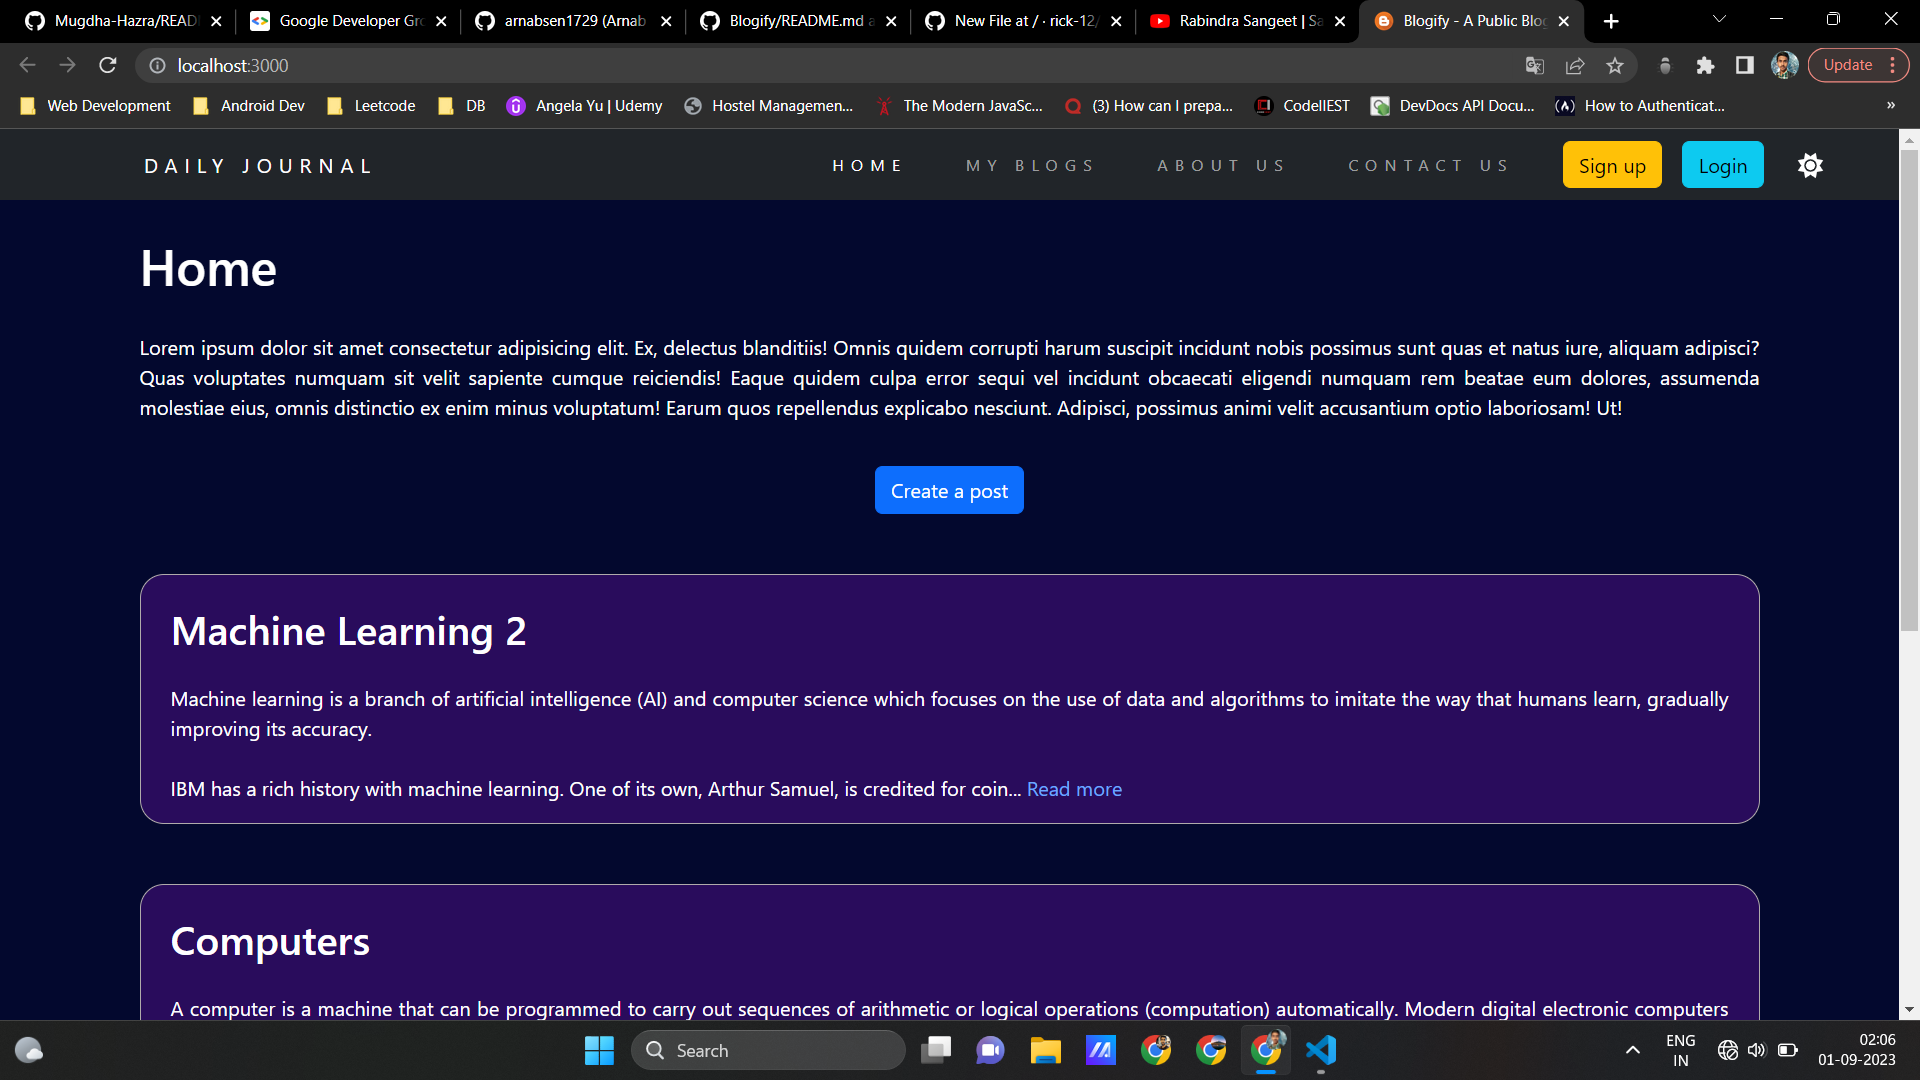 Mugdha-Hazra/READ
Google Developer Gro
arnabsen1729 (Arnab
Blogify/README.md a
New File at / · rick-12/
Rabindra Sangeet | Sa
Blogify - A Public Blog
localhost:3000
Update
Web Development
Android Dev
Leetcode
DB
Angela Yu | Udemy
Hostel Managemen...
The Modern JavaSc...
(3) How can I prepa...
CodeIIEST
DevDocs API Docu...
How to Authenticat...
»
DAILY JOURNAL
HOME
MY BLOGS
ABOUT US
CONTACT US
Sign up
Login
Home
Lorem ipsum dolor sit amet consectetur adipisicing elit. Ex, delectus blanditiis! Omnis quidem corrupti harum suscipit incidunt nobis possimus sunt quas et natus iure, aliquam adipisci?
Quas voluptates numquam sit velit sapiente cumque reiciendis! Eaque quidem culpa error sequi vel incidunt obcaecati eligendi numquam rem beatae eum dolores, assumenda
molestiae eius, omnis distinctio ex enim minus voluptatum! Earum quos repellendus explicabo nesciunt. Adipisci, possimus animi velit accusantium optio laboriosam! Ut!
Create a post
Machine Learning 2
Machine learning is a branch of artificial intelligence (AI) and computer science which focuses on the use of data and algorithms to imitate the way that humans learn, gradually
improving its accuracy.
IBM has a rich history with machine learning. One of its own, Arthur Samuel, is credited for coin... Read more
Computers
A computer is a machine that can be programmed to carry out sequences of arithmetic or logical operations (computation) automatically. Modern digital electronic computers
Search
ENG
IN
02:06
01-09-2023